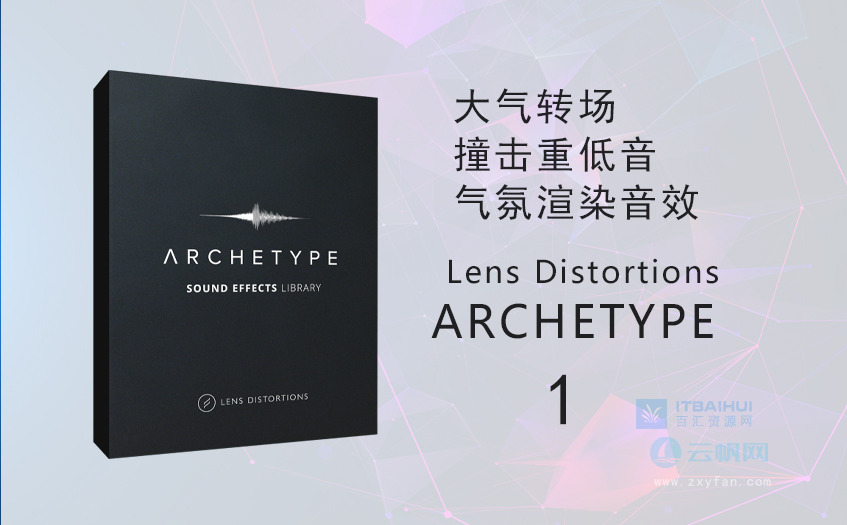 ARCHETYPE
SOUND EFFECTS LIBRARY
LENS DISTORTIONS
大气转场
撞击重低音
气氛渲染音效
Lens Distortions
ARCHETYPE
1
ITBAIHUI
百汇资源网
云帆网
www.zxyfan.com